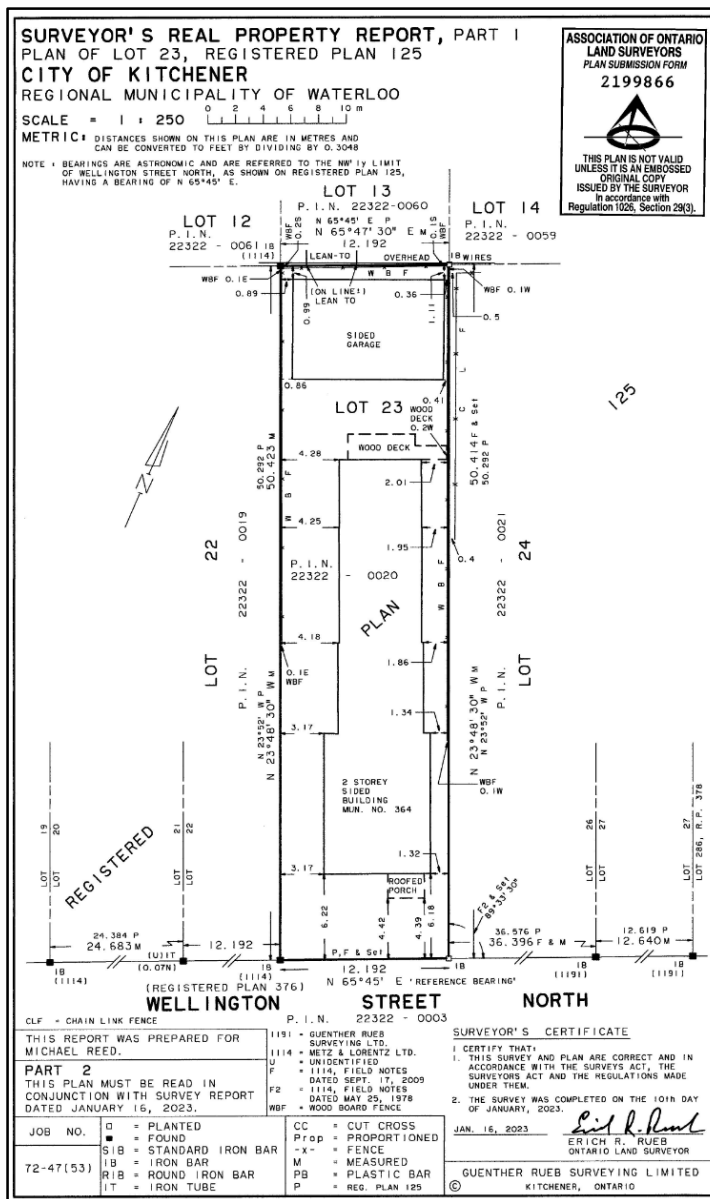 SURVEYOR'S REAL PROPERTY REPORT, PART 1
PLAN OF LOT 23, REGISTERED PLAN 125
CITY OF KITCHENER
REGIONAL MUNICIPALITY OF WATERLOO
SCALE = 1 : 250
0 2 4 6 8 10 m
METRIC: DISTANCES SHOWN ON THIS PLAN ARE IN METRES AND
CAN BE CONVERTED TO FEET BY DIVIDING BY 0.3048
NOTE : BEARINGS ARE ASTRONOMIC AND ARE REFERRED TO THE NW'ly LIMIT
OF WELLINGTON STREET NORTH, AS SHOWN ON REGISTERED PLAN 125,
HAVING A BEARING OF N 65°45' E.
ASSOCIATION OF ONTARIO
LAND SURVEYORS
PLAN SUBMISSION FORM
2199866
THIS PLAN IS NOT VALID
UNLESS IT IS AN EMBOSSED
ORIGINAL COPY
ISSUED BY THE SURVEYOR
In accordance with
Regulation 1026, Section 29(3).
LOT 13
P.I.N. 22322-0060
LOT 12
P.I.N.
22322-0061
LOT 14
P.I.N.
22322-0059
N 65°45' E P
N 65°47'30" E M
12.192
IB
(1114)
WBF
0.2S
0.1S
WBF
LEAN-TO
OVERHEAD
IB WIRES
W B F
WBF 0.1E
0.89
(ON LINE±)
LEAN TO
0.36
WBF 0.1W
0.99
1.11
0.5
SIDED
GARAGE
0.86
0.41
LOT 23
WOOD
DECK
0.2W
WOOD DECK
C L F
125
4.28
2.01
50.292 P
50.423 M
50.414 F & Set
50.292 P
N
W B F
4.25
1.95
0.4
LOT 22
22322 - 0019
P.I.N.
P.I.N.
22322 - 0020
PLAN
W B F
LOT 24
22322 - 0021
P.I.N.
4.18
1.86
0.1E
WBF
N 23°52' W P
N 23°48'30" W M
N 23°48'30" W M
N 23°52' W P
3.17
1.34
WBF
0.1W
2 STOREY
SIDED
BUILDING
MUN. NO. 364
3.17
1.32
ROOFED
PORCH
6.22
4.42
4.39
6.18
REGISTERED
LOT 19
LOT 20
LOT 21
LOT 22
LOT 26
LOT 27
LOT 27
LOT 286, R.P. 378
F2 & Set
89°33'30"
24.384 P
24.683 M
12.192
(U)IT
(0.07N)
P,F & Set
12.192
36.576 P
36.396 F & M
12.619 P
12.640 M
IB
(1114)
IB
(1114)
IB
(1114)
IB
IB
(1191)
IB
(1191)
N 65°45' E 'REFERENCE BEARING'
(REGISTERED PLAN 376)
WELLINGTON STREET NORTH
P.I.N. 22322 - 0003
CLF = CHAIN LINK FENCE
THIS REPORT WAS PREPARED FOR
MICHAEL REED.
PART 2
THIS PLAN MUST BE READ IN
CONJUNCTION WITH SURVEY REPORT
DATED JANUARY 16, 2023.
1191 = GUENTHER RUEB
SURVEYING LTD.
1114 = METZ & LORENTZ LTD.
U = UNIDENTIFIED
F = 1114, FIELD NOTES
DATED SEPT. 17, 2009
F2 = 1114, FIELD NOTES
DATED MAY 25, 1978
WBF = WOOD BOARD FENCE
SURVEYOR'S CERTIFICATE
I CERTIFY THAT:
1. THIS SURVEY AND PLAN ARE CORRECT AND IN
ACCORDANCE WITH THE SURVEYS ACT, THE
SURVEYORS ACT AND THE REGULATIONS MADE
UNDER THEM.
2. THE SURVEY WAS COMPLETED ON THE 10th DAY
OF JANUARY, 2023.
JAN. 16, 2023
Erich R. Rueb
ERICH R. RUEB
ONTARIO LAND SURVEYOR
JOB NO.
72-47(53)
□ = PLANTED
■ = FOUND
SIB = STANDARD IRON BAR
IB = IRON BAR
RIB = ROUND IRON BAR
IT = IRON TUBE
CC = CUT CROSS
Prop = PROPORTIONED
-x- = FENCE
M = MEASURED
PB = PLASTIC BAR
P = REG. PLAN 125
GUENTHER RUEB SURVEYING LIMITED
© KITCHENER, ONTARIO